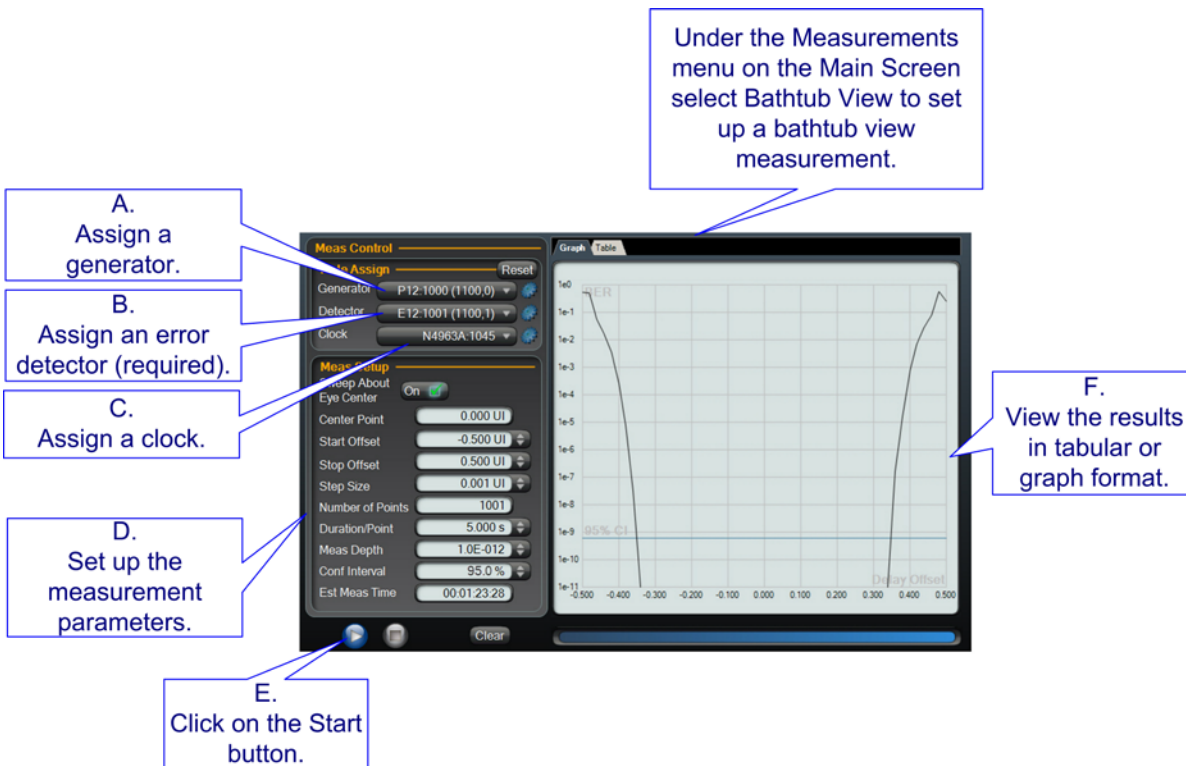 Under the Measurements
menu on the Main Screen
select Bathtub View to set
up a bathtub view
measurement.
A.
Assign a
generator.
B.
Assign an error
detector (required).
C.
Assign a clock.
D.
Set up the
measurement
parameters.
E.
Click on the Start
button.
F.
View the results
in tabular or
graph format.
Meas Control
Assign
Reset
Generator P12:1000 (1100,0)
Detector E12:1001 (1100,1)
Clock N4963A:1045
Meas Setup
Sweep About
Eye Center
On
Center Point 0.000 UI
Start Offset -0.500 UI
Stop Offset 0.500 UI
Step Size 0.001 UI
Number of Points 1001
Duration/Point 5.000 s
Meas Depth 1.0E-012
Conf Interval 95.0 %
Est Meas Time 00:01:23:28
Clear
Graph Table
BER
1e0
1e-1
1e-2
1e-3
1e-4
1e-5
1e-6
1e-7
1e-8
1e-9
95% CI
1e-10
1e-11
Delay Offset
-0.500 -0.400 -0.300 -0.200 -0.100 0.000 0.100 0.200 0.300 0.400 0.500